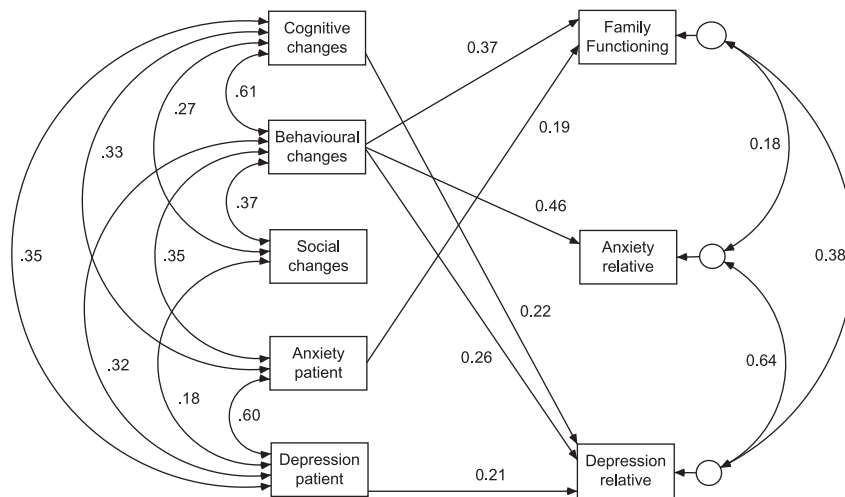 Cognitive
changes
Family
Functioning
0.37
.61
.27
Behavioural
changes
0.19
0.18
.33
.37
0.46
Social
changes
Anxiety
relative
.35
.35
0.38
0.22
Anxiety
patient
0.26
.32
0.64
.18
.60
Depression
patient
0.21
Depression
relative